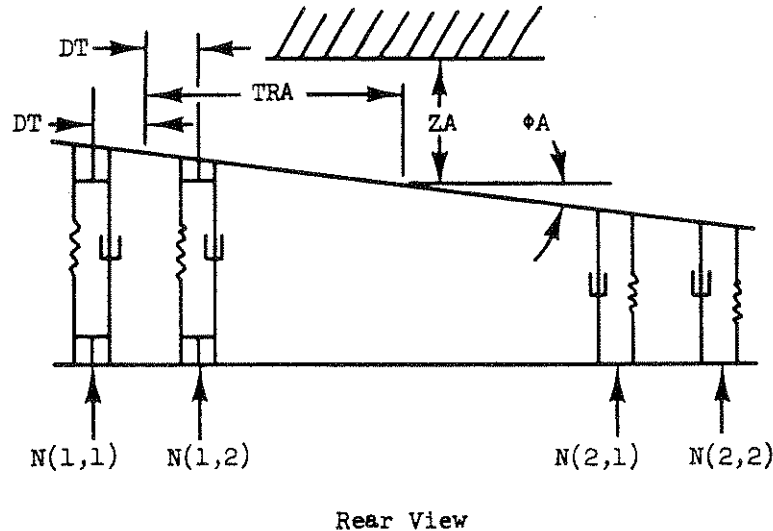 DT
TRA
DT
ZA
ΦA
N(1,1) N(1,2) N(2,1) N(2,2)
Rear View